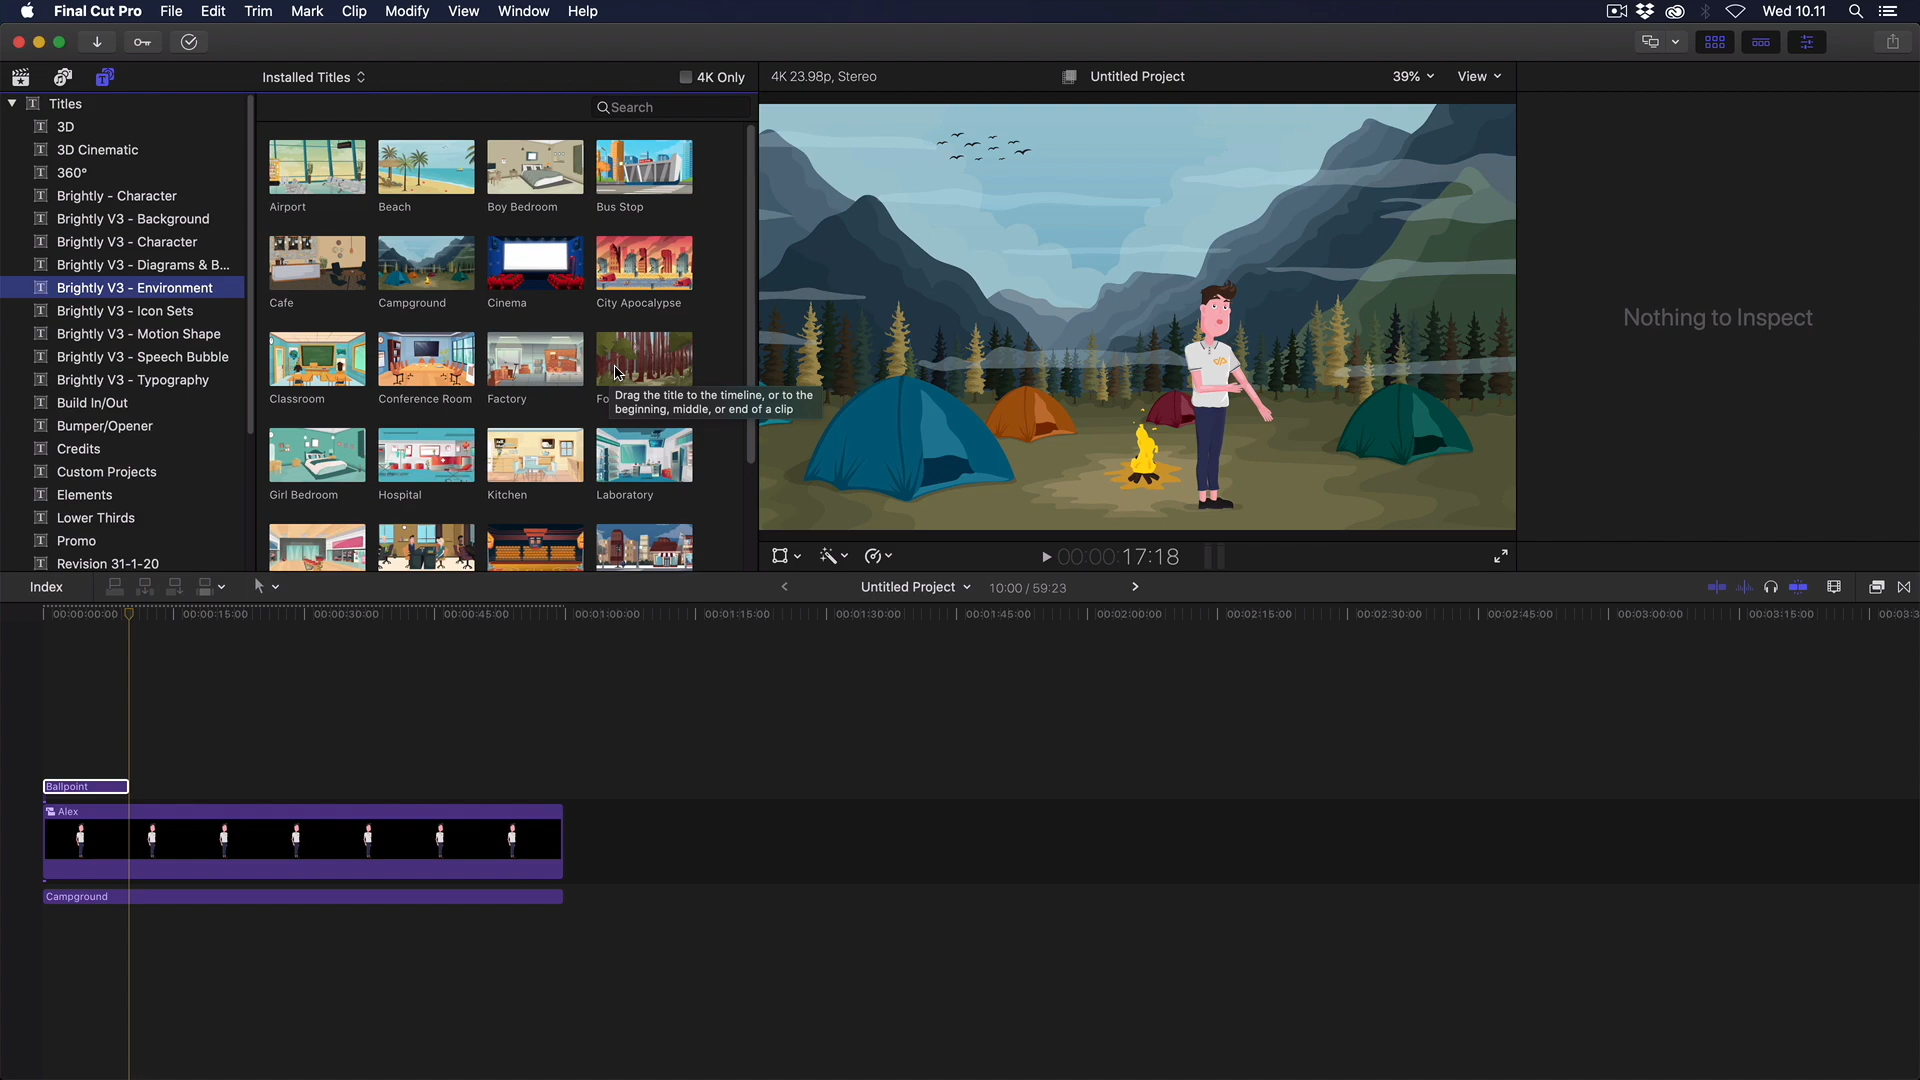 Final Cut Pro File Edit Trim Mark Clip Modify View Window Help Wed 10.11
Installed Titles 4K Only 4K 23.98p, Stereo Untitled Project 39% View
Titles
3D
3D Cinematic
360°
Brightly - Character
Brightly V3 - Background
Brightly V3 - Character
Brightly V3 - Diagrams & B...
Brightly V3 - Environment
Brightly V3 - Icon Sets
Brightly V3 - Motion Shape
Brightly V3 - Speech Bubble
Brightly V3 - Typography
Build In/Out
Bumper/Opener
Credits
Custom Projects
Elements
Lower Thirds
Promo
Revision 31-1-20
Search
Airport Beach Boy Bedroom Bus Stop
Cafe Campground Cinema City Apocalypse
Classroom Conference Room Factory Fo
Drag the title to the timeline, or to the
beginning, middle, or end of a clip
Girl Bedroom Hospital Kitchen Laboratory
Nothing to Inspect
00:00:17:18
Index Untitled Project 10:00 / 59:23
00:00:00:00 00:00:15:00 00:00:30:00 00:00:45:00 00:01:00:00 00:01:15:00 00:01:30:00 00:01:45:00 00:02:00:00 00:02:15:00 00:02:30:00 00:02:45:00 00:03:00:00 00:03:15:00 00:03:3
Ballpoint
Alex
Campground